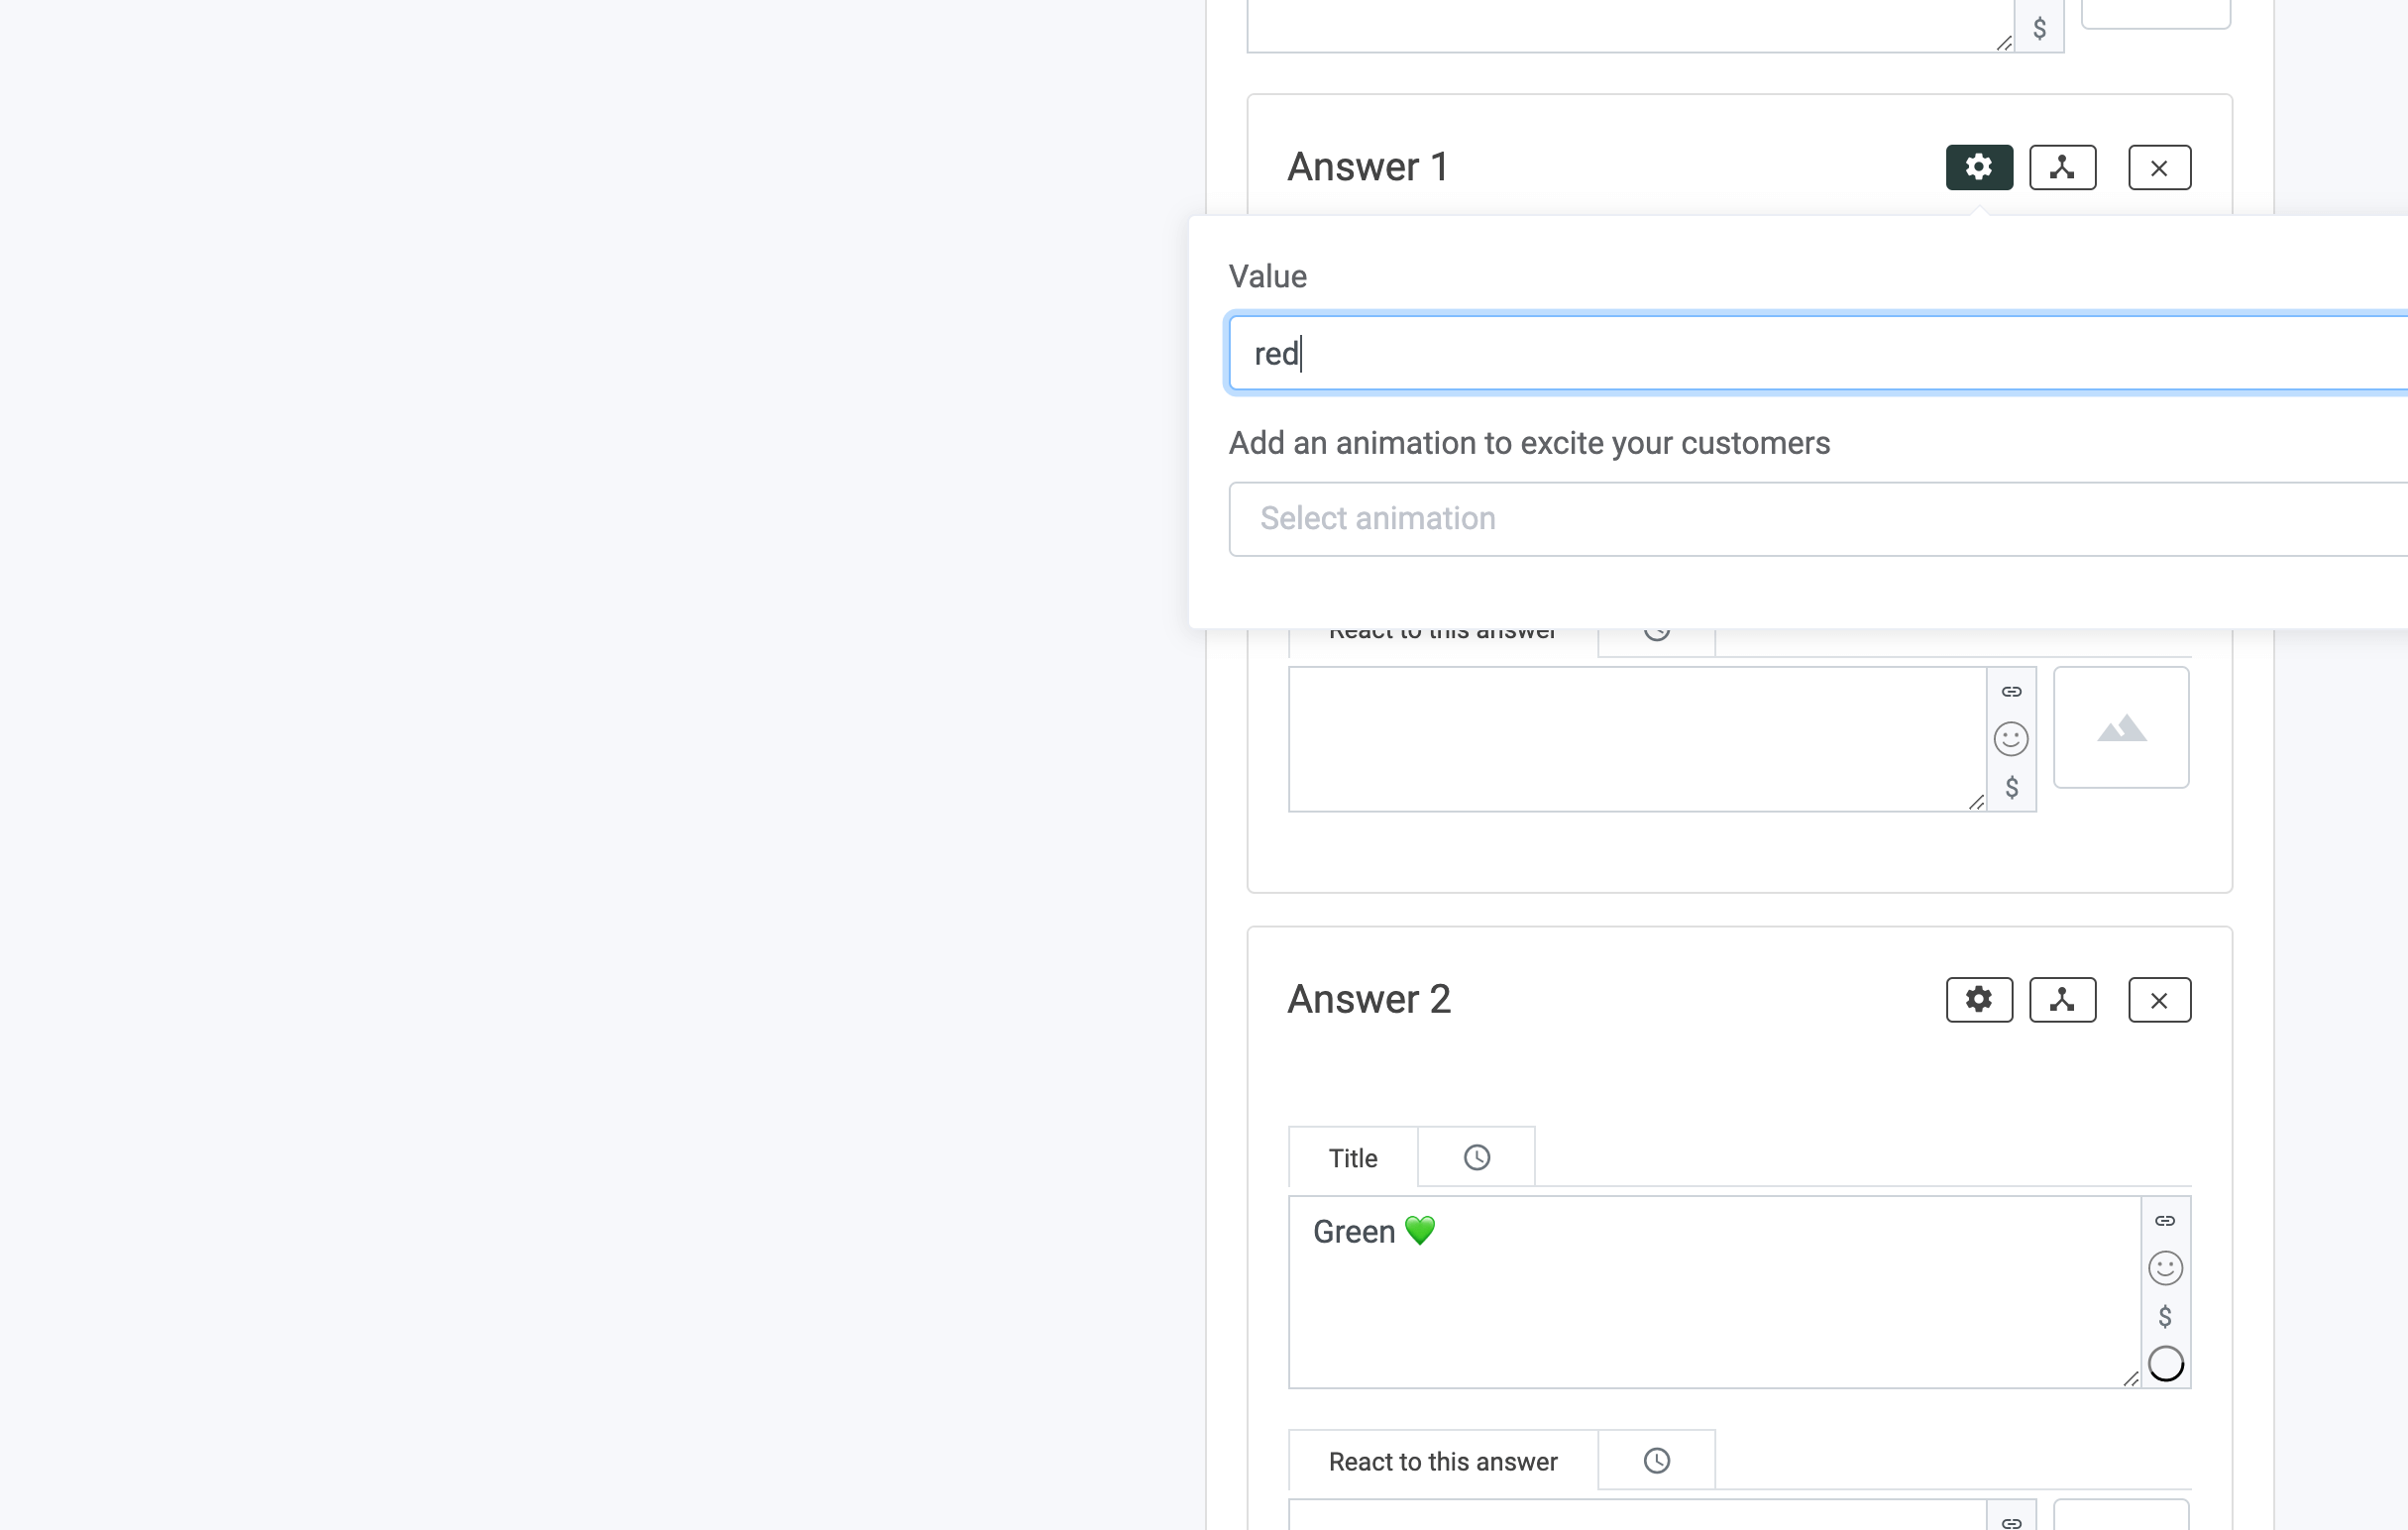 $
Answer 1
Value
red
Add an animation to excite your customers
Select animation
React to this answer
$
Answer 2
Title
Green 💚
$
React to this answer